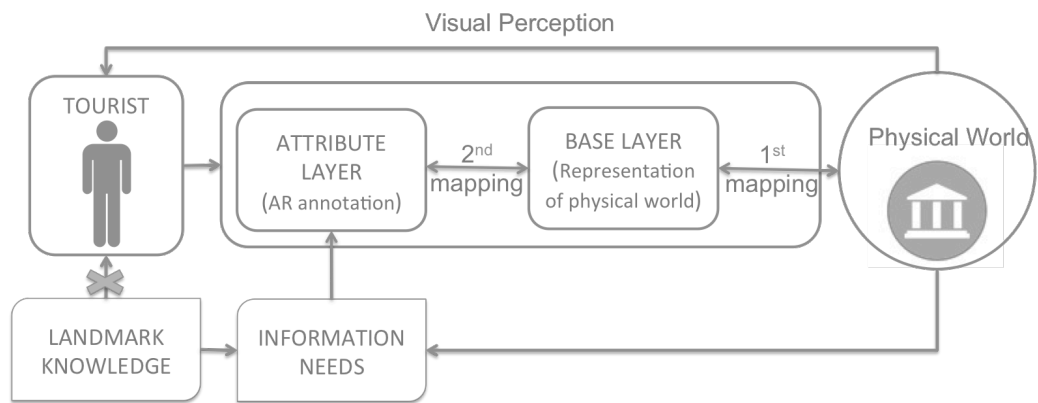 Visual Perception
TOURIST
ATTRIBUTE
LAYER
(AR annotation)
2nd
mapping
BASE LAYER
(Representation
of physical world)
1st
mapping
Physical World
LANDMARK
KNOWLEDGE
INFORMATION
NEEDS